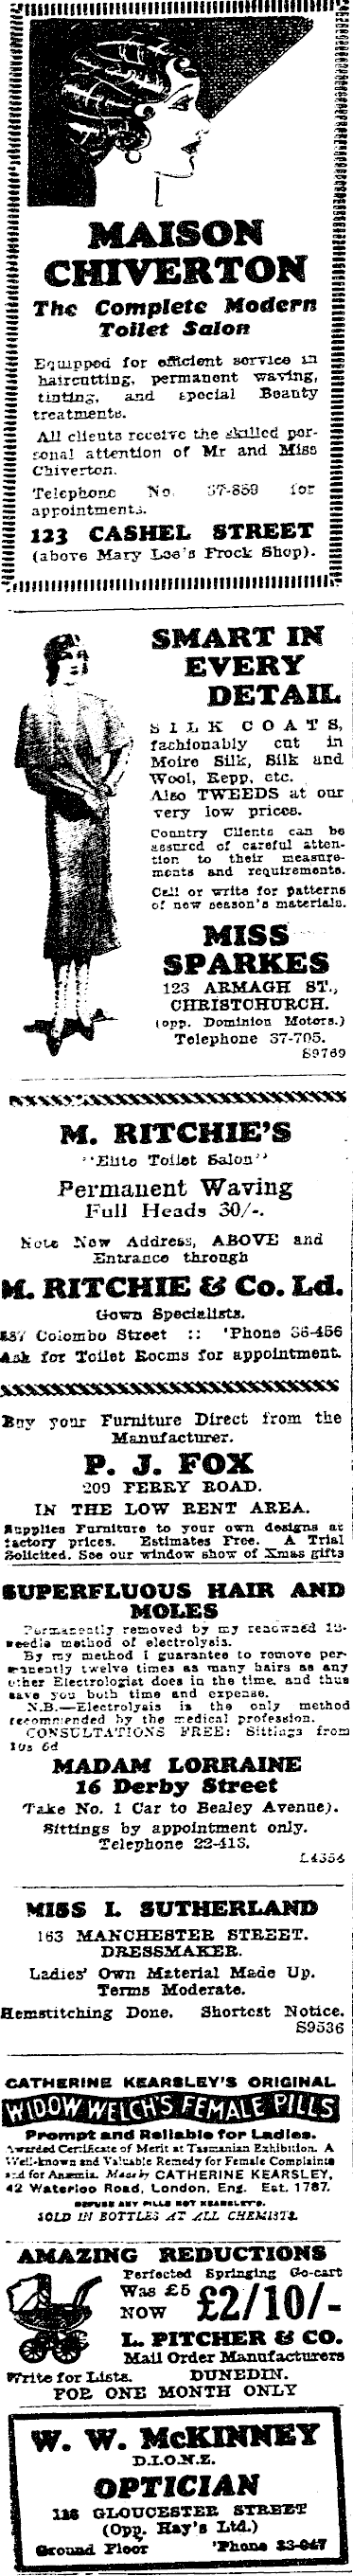 MAISON
CHIVERTON
The Complete Modern
Toilet Salon
Equipped for efficient service in
haircutting, permanent waving,
tinting, and special Beauty
treatments.
All clients receive the skilled per-
sonal attention of Mr and Miss
Chiverton.
Telephone No. 37-859 for
appointments.
123 CASHEL STREET
(above Mary Lee's Frock Shop).
SMART IN
EVERY
DETAIL
SILK COATS,
fashionably cut in
Moire Silk, Silk and
Wool, Repp, etc.
Also TWEEDS at our
very low prices.
Country Clients can be
assured of careful atten-
tion to their measure-
ments and requirements.
Call or write for patterns
of new season's materials.
MISS
SPARKES
123 ARMAGH ST.,
CHRISTCHURCH.
(opp. Dominion Motors.)
Telephone 37-705.
S9769
M. RITCHIE'S
"Elite Toilet Salon"
Permanent Waving
Full Heads 30/-.
Note New Address, ABOVE and
Entrance through
M. RITCHIE & Co. Ltd.
Gown Specialists.
Colombo Street :: 'Phone 36-456
Ask for Toilet Rooms for appointment.
Buy your Furniture Direct from the
Manufacturer.
P. J. FOX
209 FERRY ROAD.
IN THE LOW RENT AREA.
Supplies Furniture to your own designs at
factory prices. Estimates Free. A Trial
Solicited. See our window show of Xmas gifts
SUPERFLUOUS HAIR AND
MOLES
Permanently removed by my renowned 12-
needle method of electrolysis.
By my method I guarantee to remove per-
manently twelve times as many hairs as any
other Electrologist does in the time, and thus
save you both time and expense.
N.B.—Electrolysis is the only method
recommended by the medical profession.
CONSULTATIONS FREE: Sittings from
10s 6d
MADAM LORRAINE
16 Derby Street
(Take No. 1 Car to Bealey Avenue).
Sittings by appointment only.
Telephone 22-413.
L4354
MISS I. SUTHERLAND
163 MANCHESTER STREET.
DRESSMAKER.
Ladies' Own Material Made Up.
Terms Moderate.
Hemstitching Done. Shortest Notice.
S9536
CATHERINE KEARSLEY'S ORIGINAL
WIDOW WELCH'S FEMALE PILLS
Prompt and Reliable for Ladies.
Awarded Certificate of Merit at Tasmanian Exhibition. A
Well-known and Valuable Remedy for Female Complaints
and for Anæmia. Made by CATHERINE KEARSLEY,
42 Waterloo Road, London, Eng. Est. 1787.
REFUSE ANY PILLS NOT KEARSLEY'S.
SOLD IN BOTTLES AT ALL CHEMISTS.
AMAZING REDUCTIONS
Perfected Springing Go-cart
Was £5
NOW £2/10/-
L. PITCHER & CO.
Mail Order Manufacturers
Write for Lists. DUNEDIN.
FOR ONE MONTH ONLY
W. W. McKINNEY
D.I.O.N.Z.
OPTICIAN
GLOUCESTER STREET
(Opp. Hay's Ltd.)
Ground Floor 'Phone 33-047